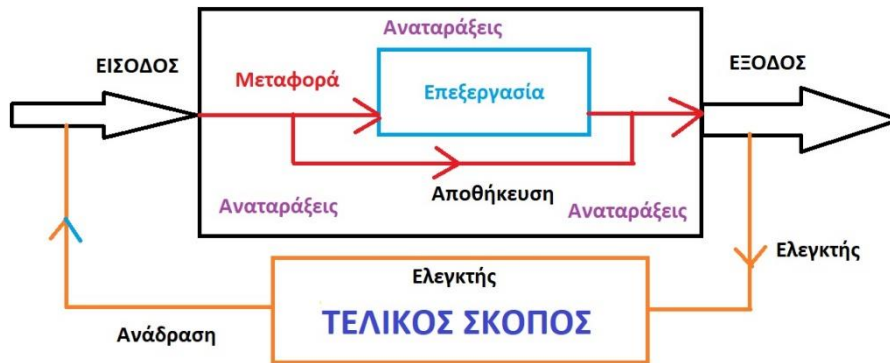 Αναταράξεις
ΕΙΣΟΔΟΣ
ΕΞΟΔΟΣ
Μεταφορά
Επεξεργασία
Αποθήκευση
Αναταράξεις
Αναταράξεις
Ελεγκτής
Ελεγκτής
ΤΕΛΙΚΟΣ ΣΚΟΠΟΣ
Ανάδραση